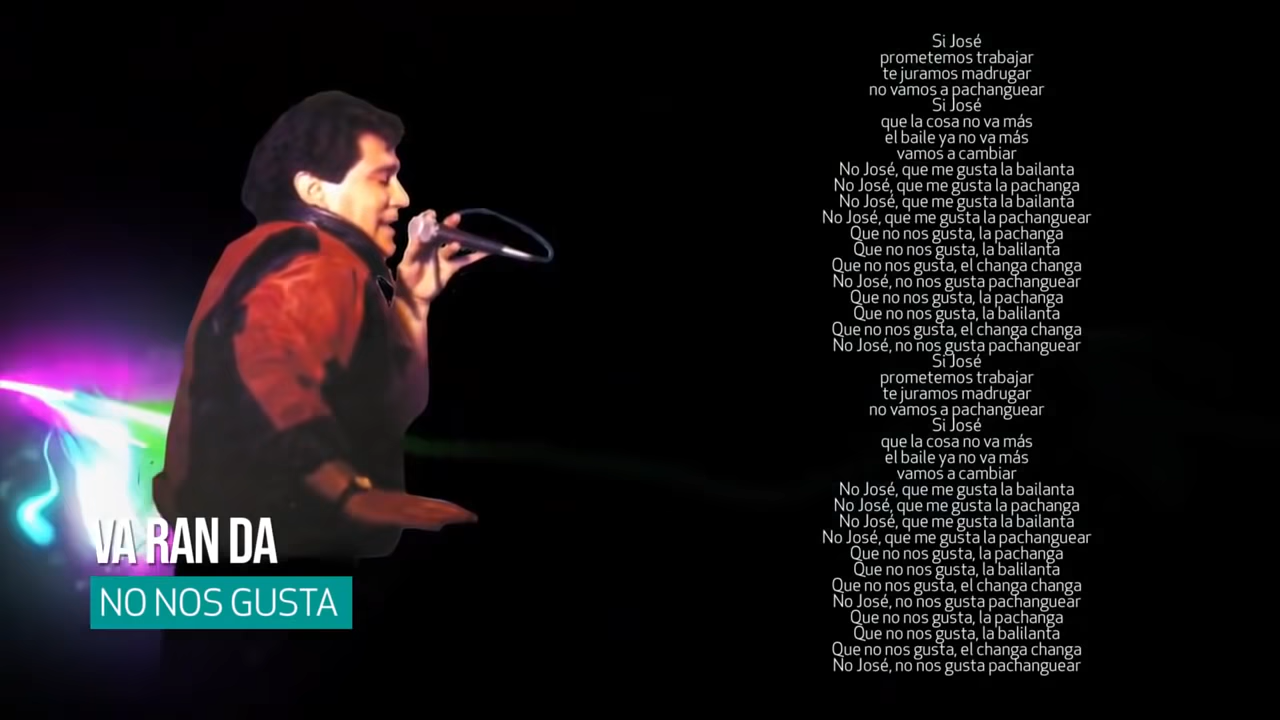 Si José
prometemos trabajar
te juramos madrugar
no vamos a pachanguear
Si José
que la cosa no va más
el baile ya no va más
vamos a cambiar
No José, que me gusta la bailanta
No José, que me gusta la pachanga
No José, que me gusta la bailanta
No José, que me gusta la pachanguear
Que no nos gusta, la pachanga
Que no nos gusta, la balilanta
Que no nos gusta, el changa changa
No José, no nos gusta pachanguear
Que no nos gusta, la pachanga
Que no nos gusta, la balilanta
Que no nos gusta, el changa changa
No José, no nos gusta pachanguear
Si José
prometemos trabajar
te juramos madrugar
no vamos a pachanguear
Si José
que la cosa no va más
el baile ya no va más
vamos a cambiar
No José, que me gusta la bailanta
No José, que me gusta la pachanga
No José, que me gusta la bailanta
No José, que me gusta la pachanguear
Que no nos gusta, la pachanga
Que no nos gusta, la balilanta
Que no nos gusta, el changa changa
No José, no nos gusta pachanguear
Que no nos gusta, la pachanga
Que no nos gusta, la balilanta
Que no nos gusta, el changa changa
No José, no nos gusta pachanguear
VA RAN DA
NO NOS GUSTA